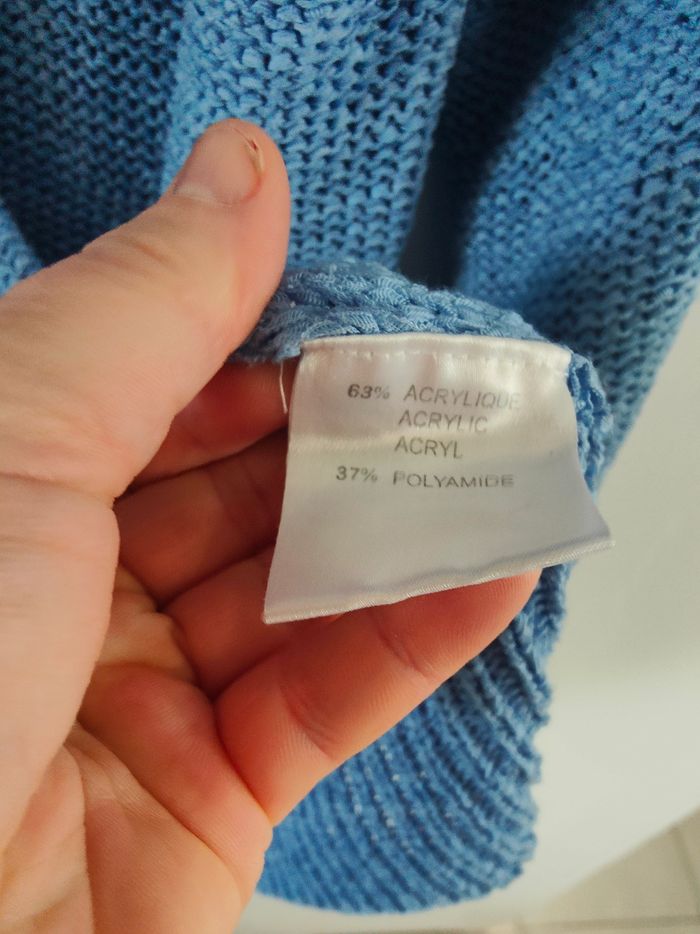 63% ACRYLIQUE
ACRYLIC
ACRYL
37% POLYAMIDE